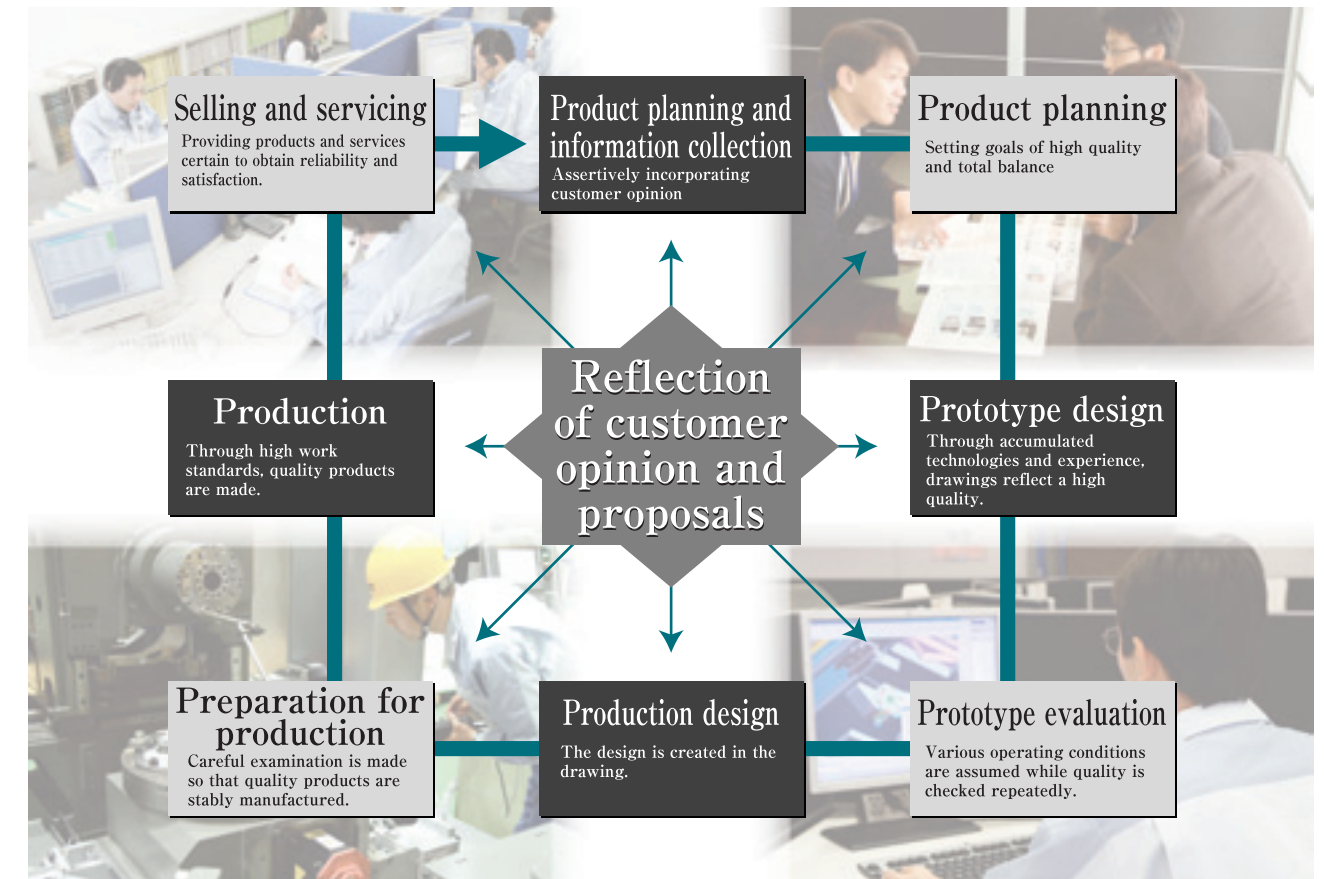 Selling and servicing
Providing products and services
certain to obtain reliability and
satisfaction.
Product planning and
information collection
Assertively incorporating
customer opinion
Product planning
Setting goals of high quality
and total balance
Production
Through high work
standards, quality products
are made.
Reflection
of customer
opinion and
proposals
Prototype design
Through accumulated
technologies and experience,
drawings reflect a high
quality.
Preparation for
production
Careful examination is made
so that quality products are
stably manufactured.
Production design
The design is created in the
drawing.
Prototype evaluation
Various operating conditions
are assumed while quality is
checked repeatedly.